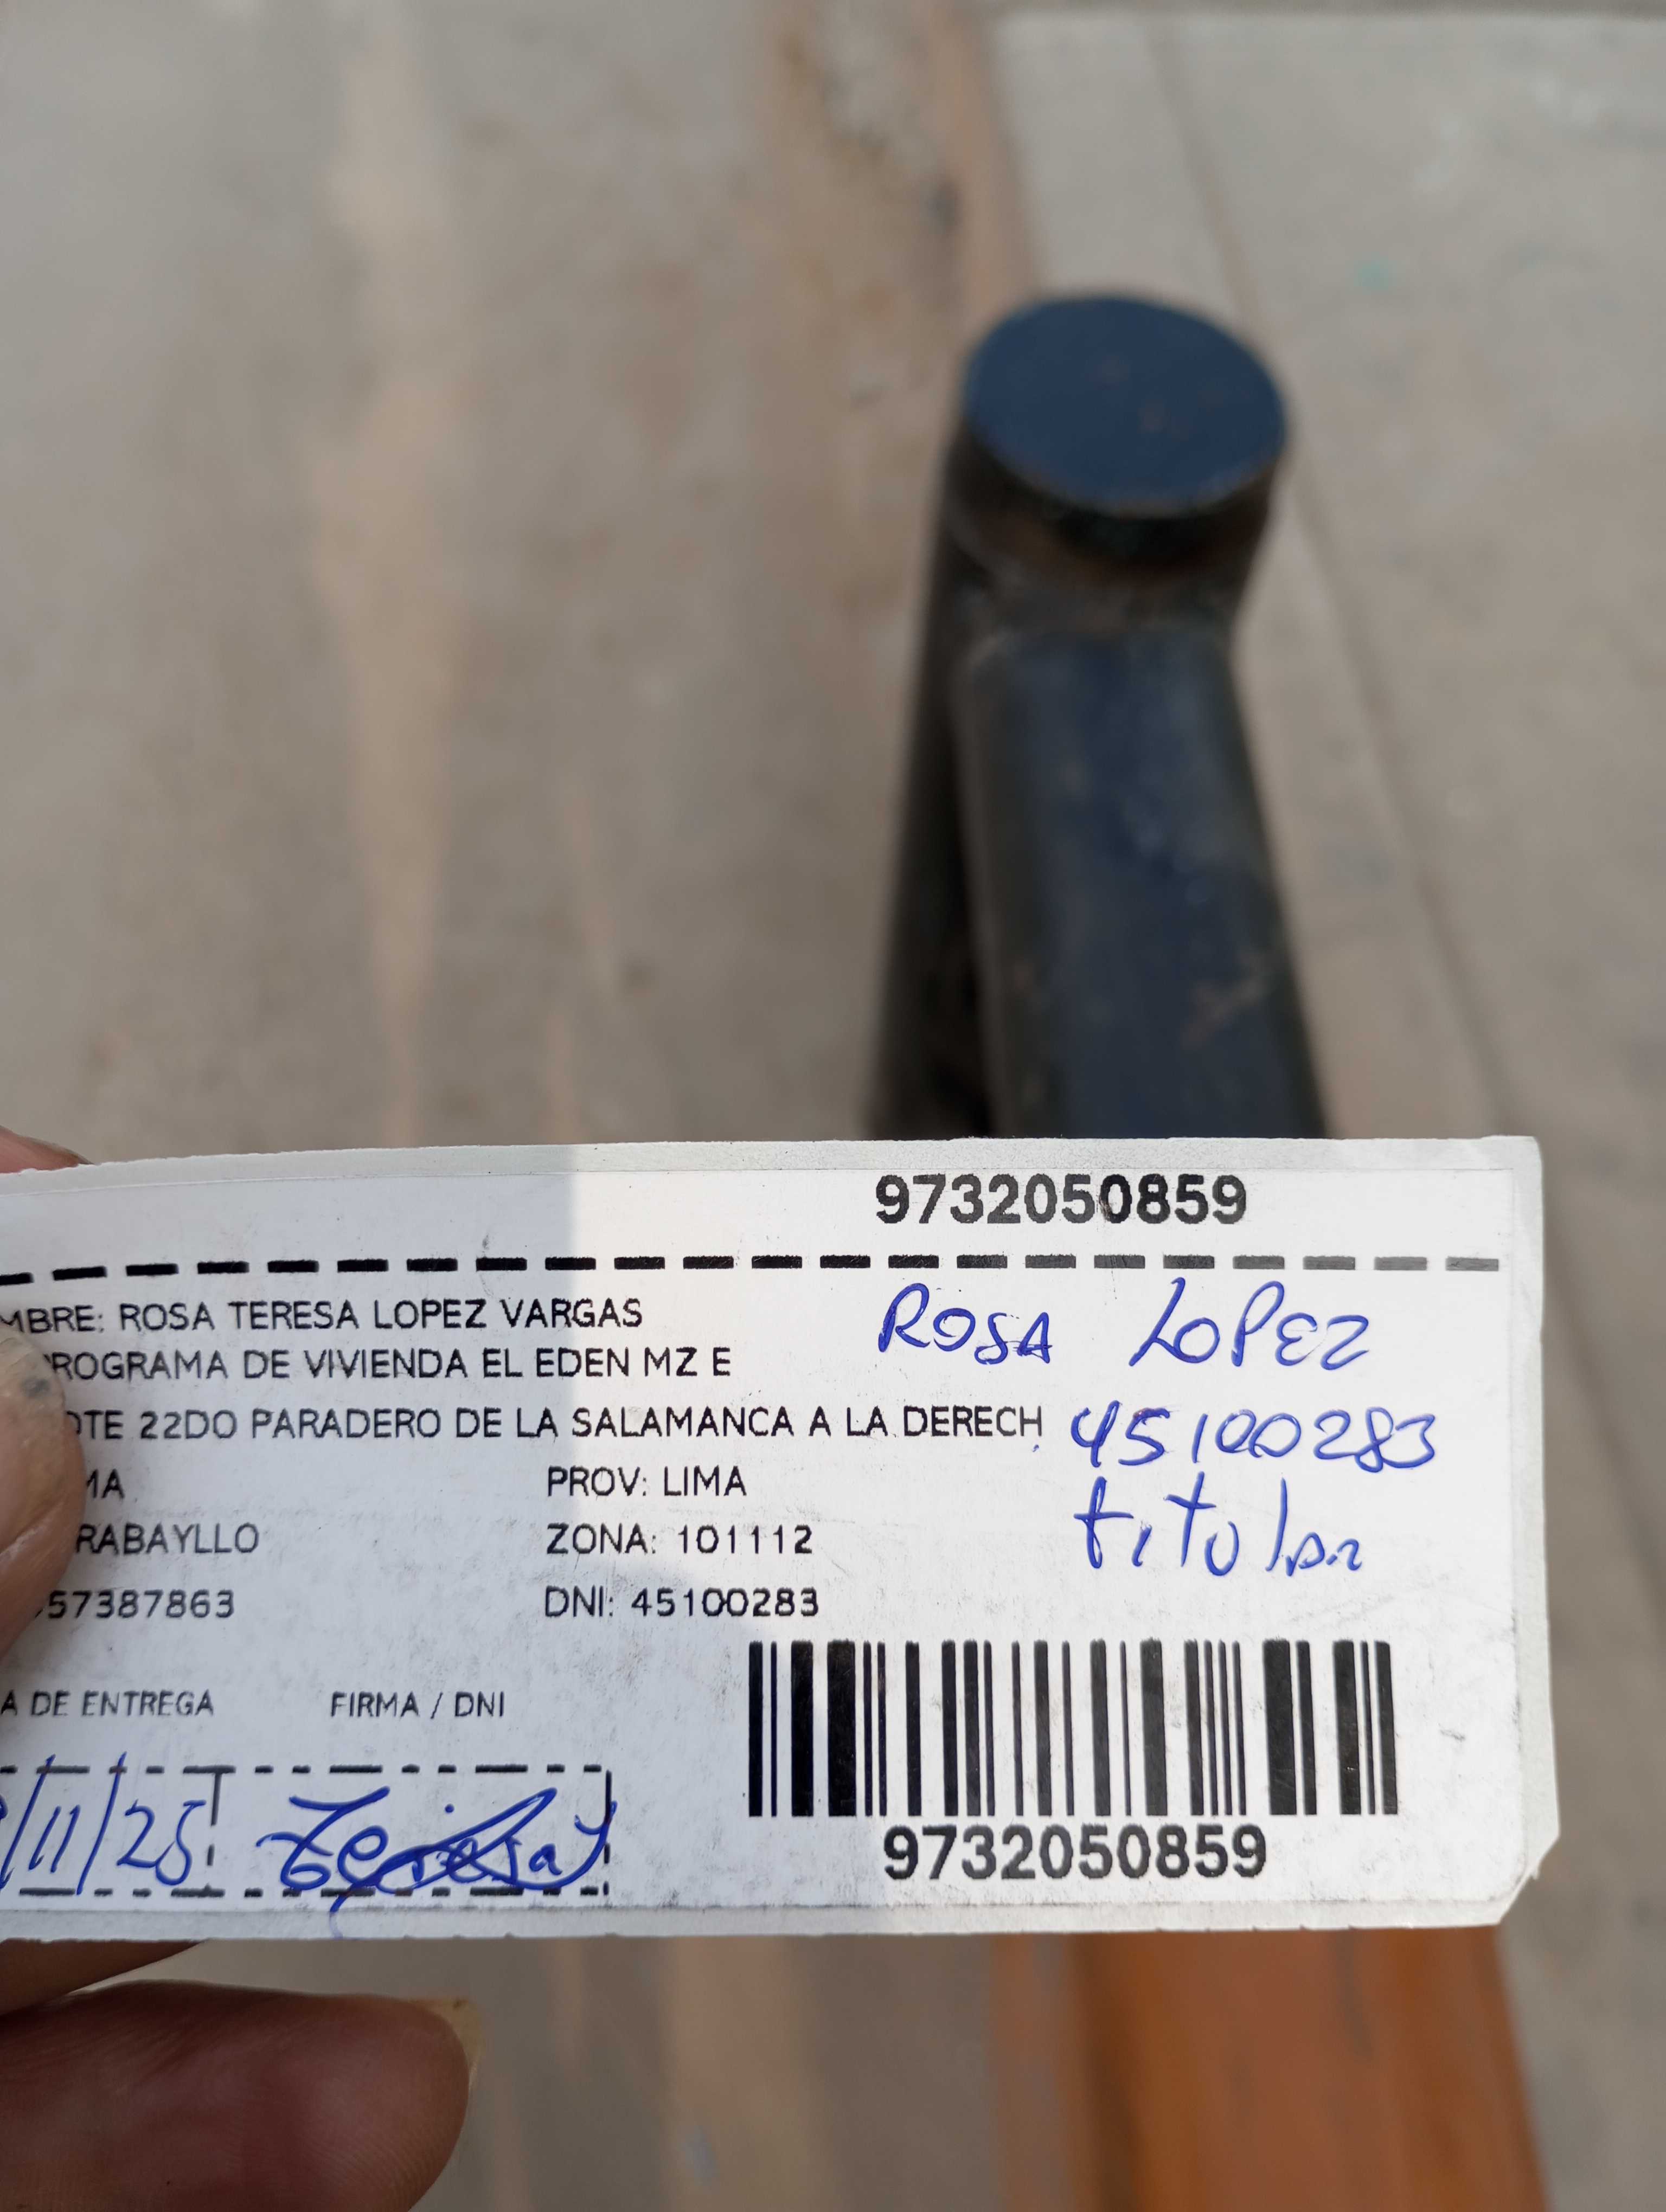 9732050859
MBRE: ROSA TERESA LOPEZ VARGAS
ROSA LOPEZ
ROGRAMA DE VIVIENDA EL EDEN MZ E
OTE 22DO PARADERO DE LA SALAMANCA A LA DERECH
45100283
MA PROV: LIMA
titular
RABAYLLO ZONA: 101112
57387863 DNI: 45100283
A DE ENTREGA FIRMA / DNI
/11/25 Teresa
9732050859